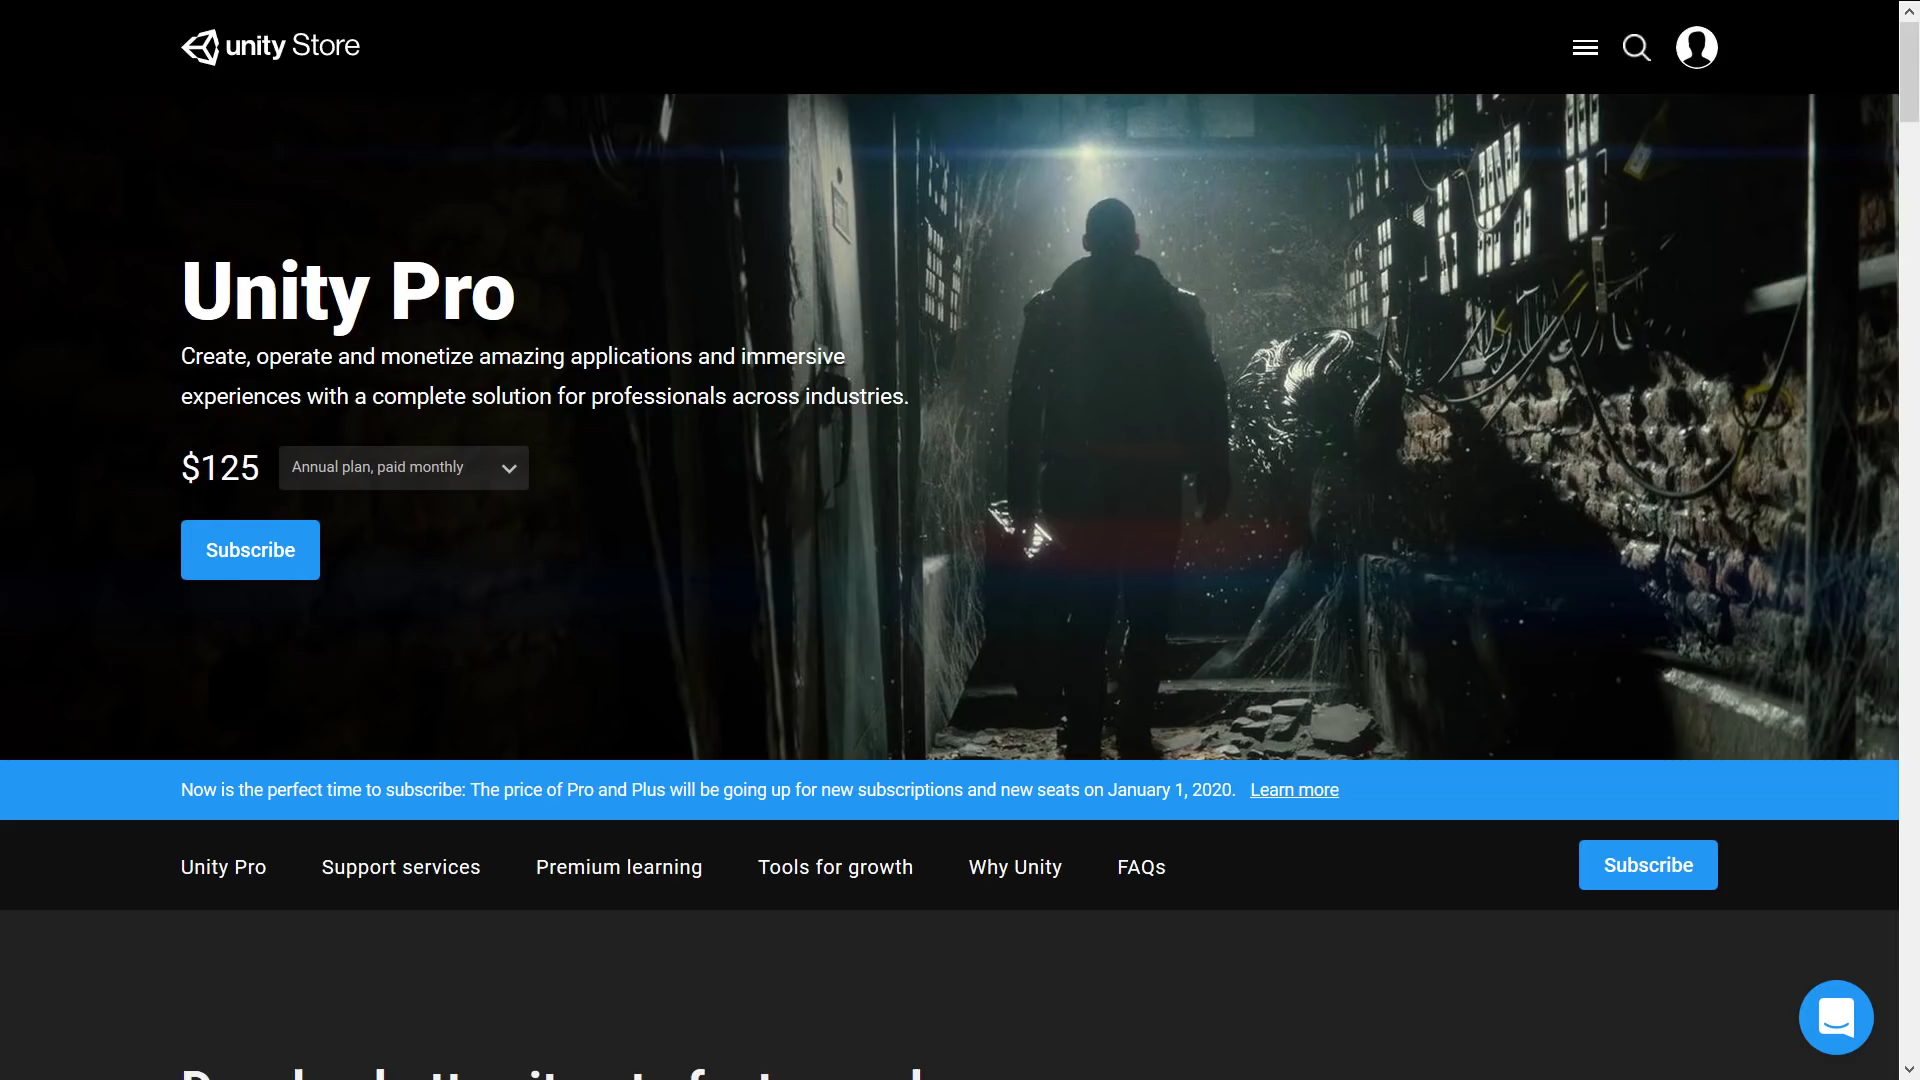 unity Store
Unity Pro
Create, operate and monetize amazing applications and immersive
experiences with a complete solution for professionals across industries.
$125
Annual plan, paid monthly
Subscribe
Now is the perfect time to subscribe: The price of Pro and Plus will be going up for new subscriptions and new seats on January 1, 2020. Learn more
Unity Pro
Support services
Premium learning
Tools for growth
Why Unity
FAQs
Subscribe